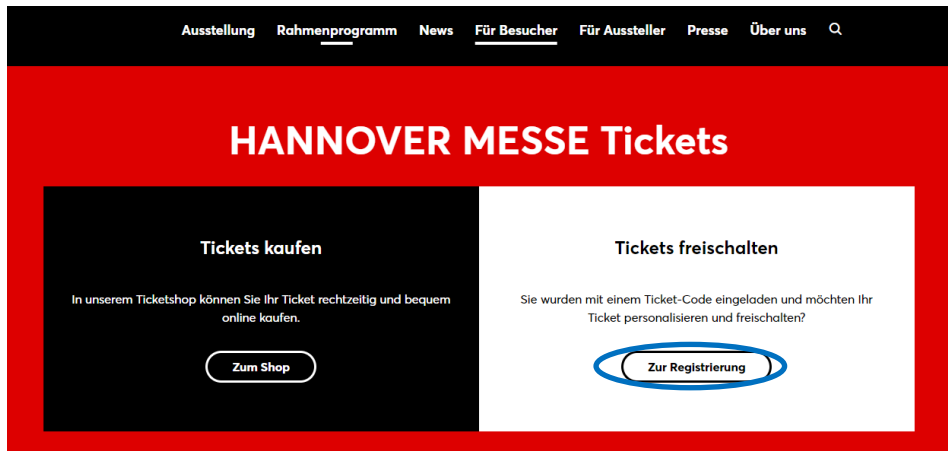 Ausstellung Rahmenprogramm News Für Besucher Für Aussteller Presse Über uns
HANNOVER MESSE Tickets
Tickets kaufen
In unserem Ticketshop können Sie Ihr Ticket rechtzeitig und bequem
online kaufen.
Zum Shop
Tickets freischalten
Sie wurden mit einem Ticket-Code eingeladen und möchten Ihr
Ticket personalisieren und freischalten?
Zur Registrierung